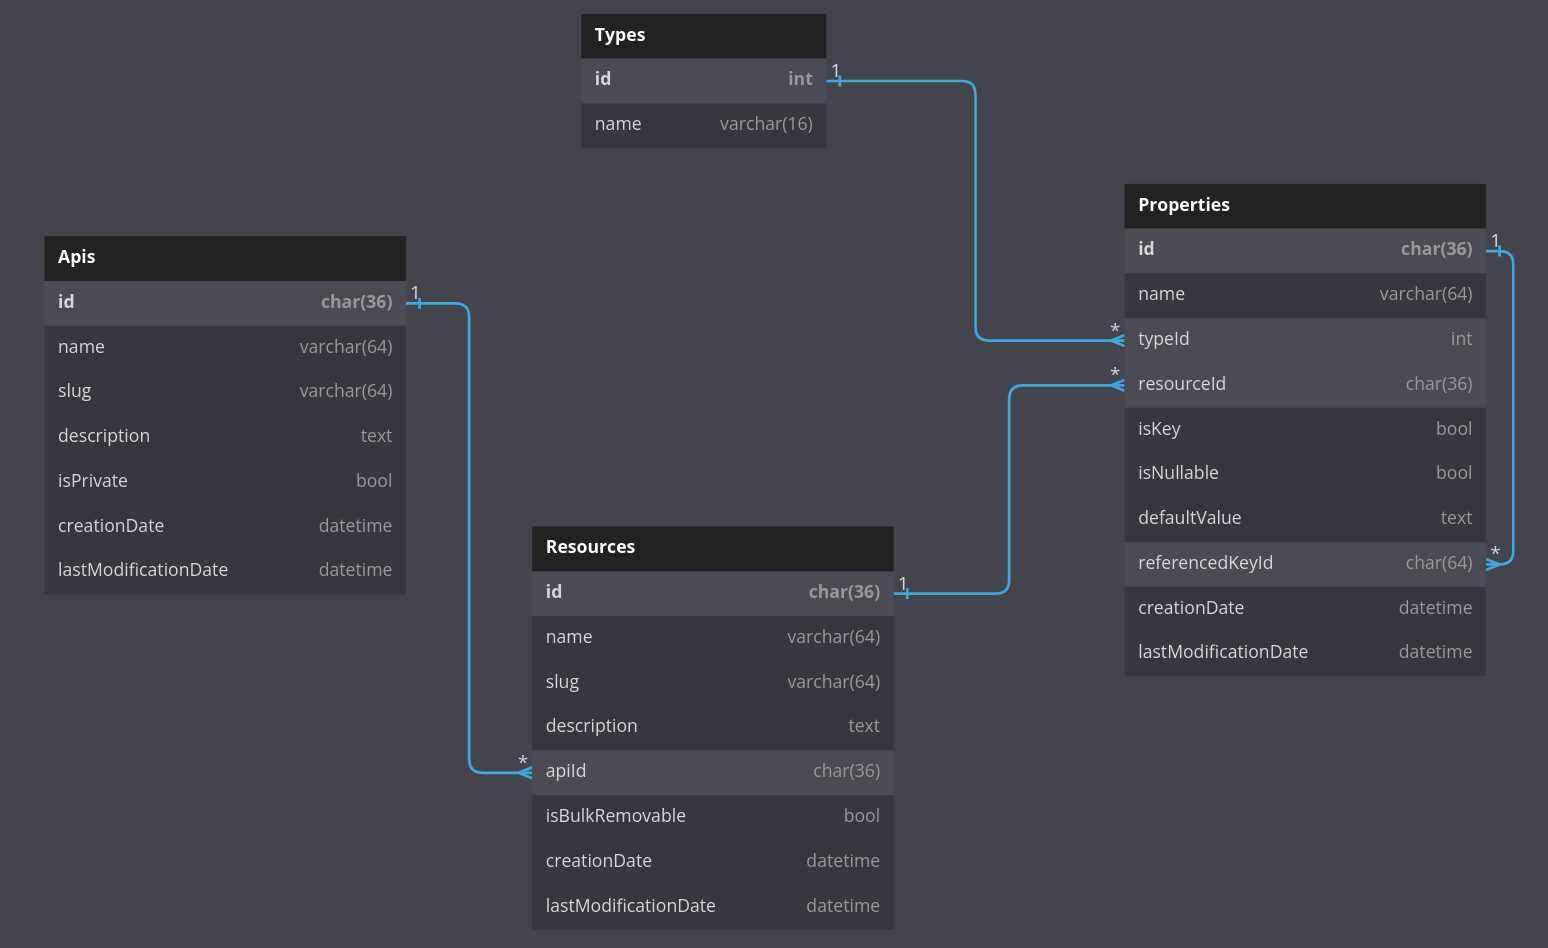 Types
id int
name varchar(16)
1
Apis
id char(36)
name varchar(64)
slug varchar(64)
description text
isPrivate bool
creationDate datetime
lastModificationDate datetime
1
Resources
id char(36)
name varchar(64)
slug varchar(64)
description text
apiId char(36)
isBulkRemovable bool
creationDate datetime
lastModificationDate datetime
*
1
Properties
id char(36)
name varchar(64)
typeId int
resourceId char(36)
isKey bool
isNullable bool
defaultValue text
referencedKeyId char(64)
creationDate datetime
lastModificationDate datetime
1
*
*
*